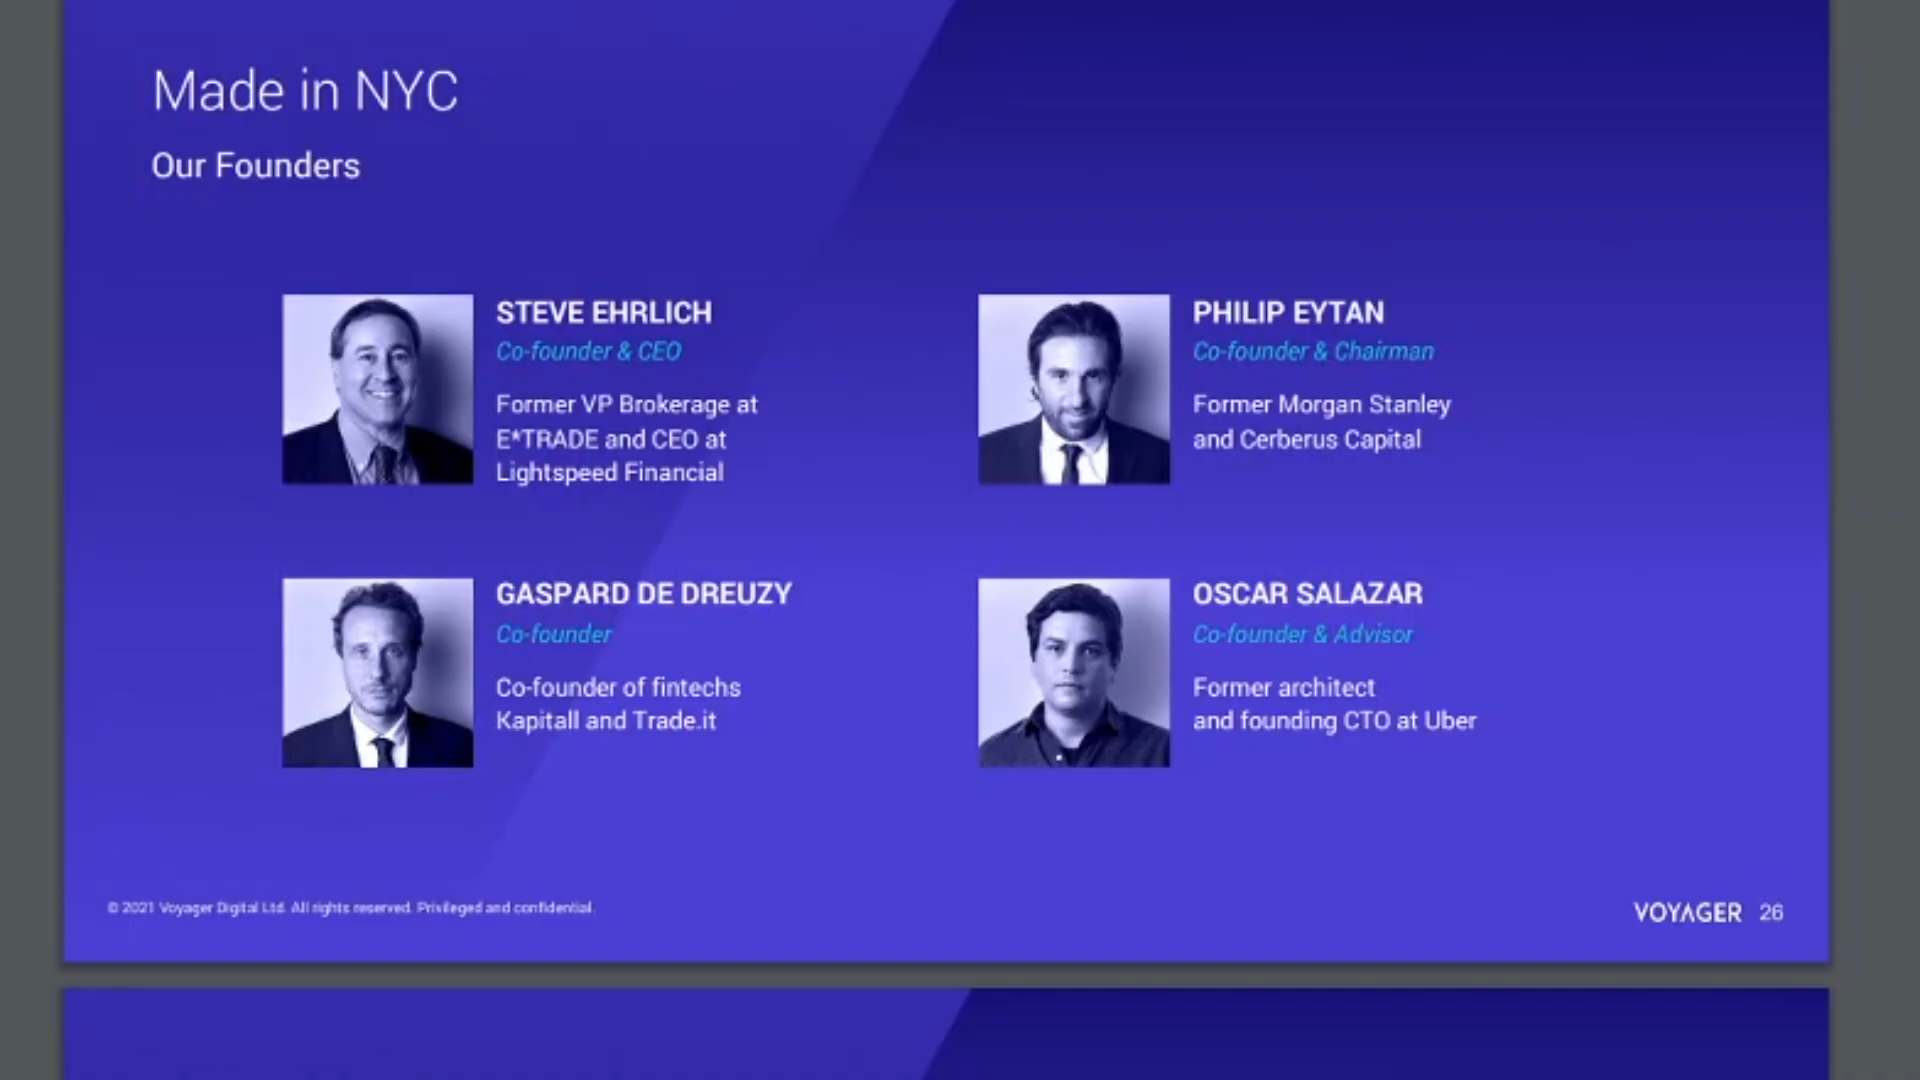 Made in NYC
Our Founders
STEVE EHRLICH
Co-founder & CEO
Former VP Brokerage at
E*TRADE and CEO at
Lightspeed Financial
PHILIP EYTAN
Co-founder & Chairman
Former Morgan Stanley
and Cerberus Capital
GASPARD DE DREUZY
Co-founder
Co-founder of fintechs
Kapitall and Trade.it
OSCAR SALAZAR
Co-founder & Advisor
Former architect
and founding CTO at Uber
© 2021 Voyager Digital Ltd. All rights reserved. Privileged and confidential.
VOYAGER 26